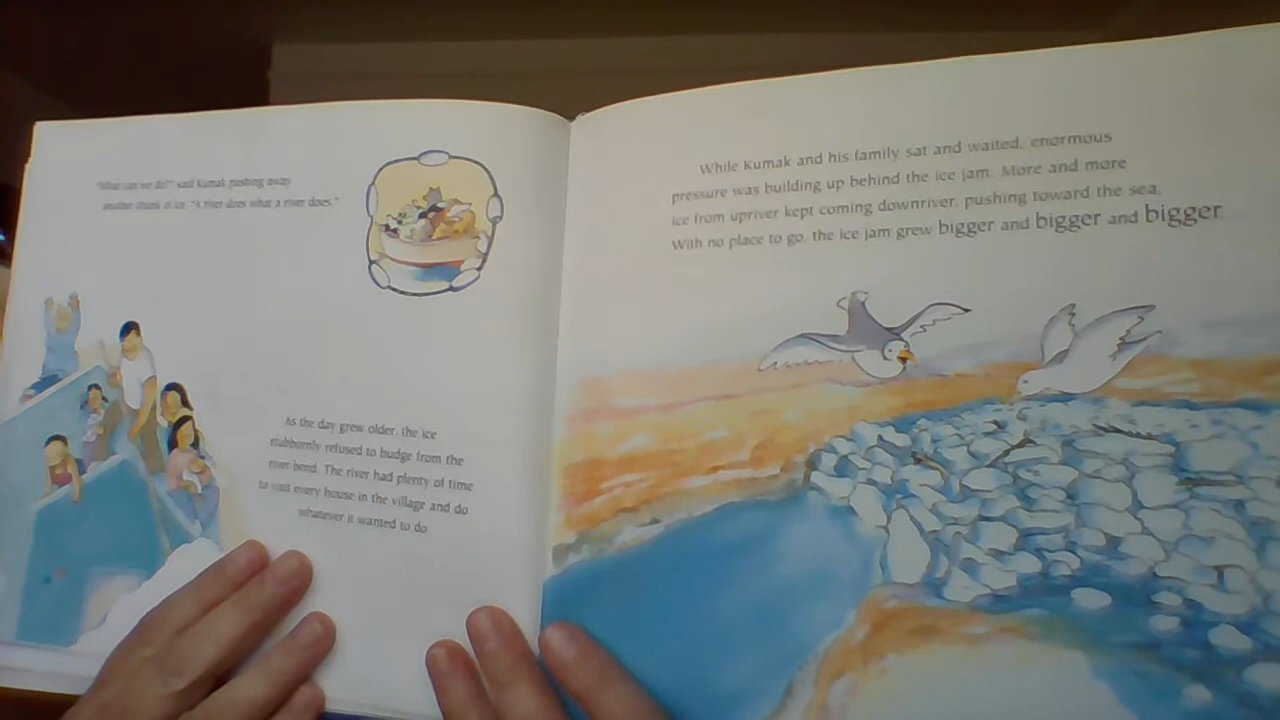 "What can we do?" said Kumak pushing away
another chunk of ice. "A river does what a river does."
As the day grew older, the ice
stubbornly refused to budge from the
river bend. The river had plenty of time
to visit every house in the village and do
whatever it wanted to do
While Kumak and his family sat and waited, enormous
pressure was building up behind the ice jam. More and more
ice from upriver kept coming downriver, pushing toward the sea.
With no place to go, the ice jam grew bigger and bigger and bigger.